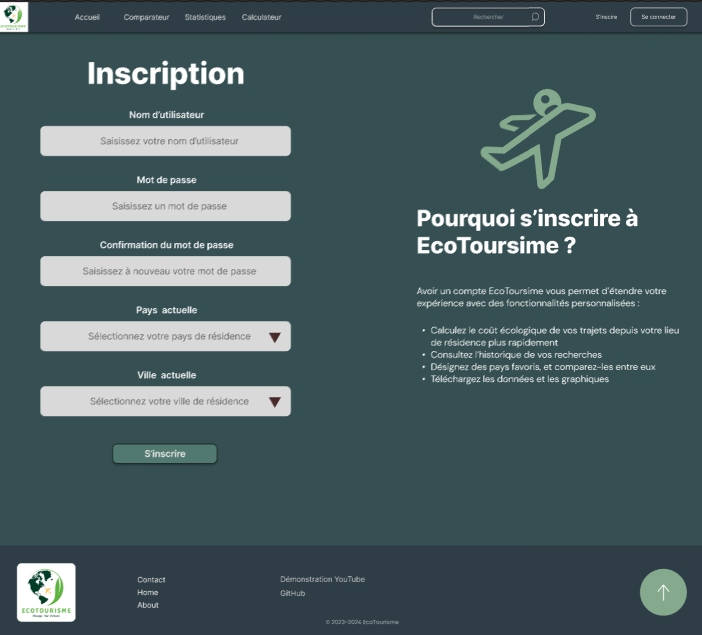 Accueil
Comparateur
Statistiques
Calculateur
Rechercher
S'inscire
Se connecter
Inscription
Nom d'utilisateur
Saisissez votre nom d'utilisateur
Mot de passe
Saisissez un mot de passe
Confirmation du mot de passe
Saisissez à nouveau votre mot de passe
Pays actuelle
Sélectionnez votre pays de résidence
Ville actuelle
Sélectionnez votre ville de résidence
S'inscrire
Pourquoi s'inscrire à
EcoToursime ?
Avoir un compte EcoToursime vous permet d'étendre votre
expérience avec des fonctionnalités personnalisées :
• Calculez le coût écologique de vos trajets depuis votre lieu
de résidence plus rapidement
• Consultez l'historique de vos recherches
• Désignez des pays favoris, et comparez-les entre eux
• Téléchargez les données et les graphiques
ECOTOURISME
Contact
Home
About
Démonstration YouTube
GitHub
© 2023-2024 EcoTourisme